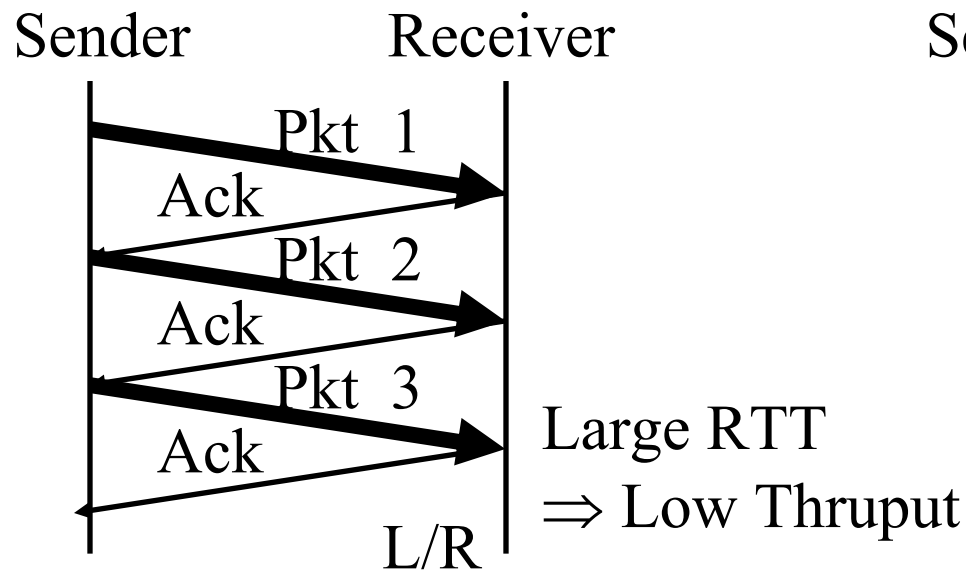 Sender Receiver
Pkt 1
Ack
Pkt 2
Ack
Pkt 3
Ack
Large RTT
⇒ Low Thruput
L/R